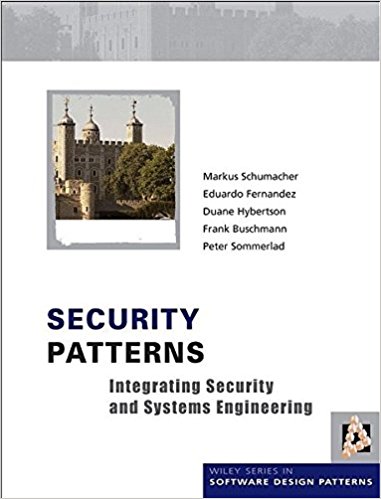 Markus Schumacher
Eduardo Fernandez
Duane Hybertson
Frank Buschmann
Peter Sommerlad
SECURITY
PATTERNS
Integrating Security
and Systems Engineering
WILEY SERIES IN
SOFTWARE DESIGN PATTERNS